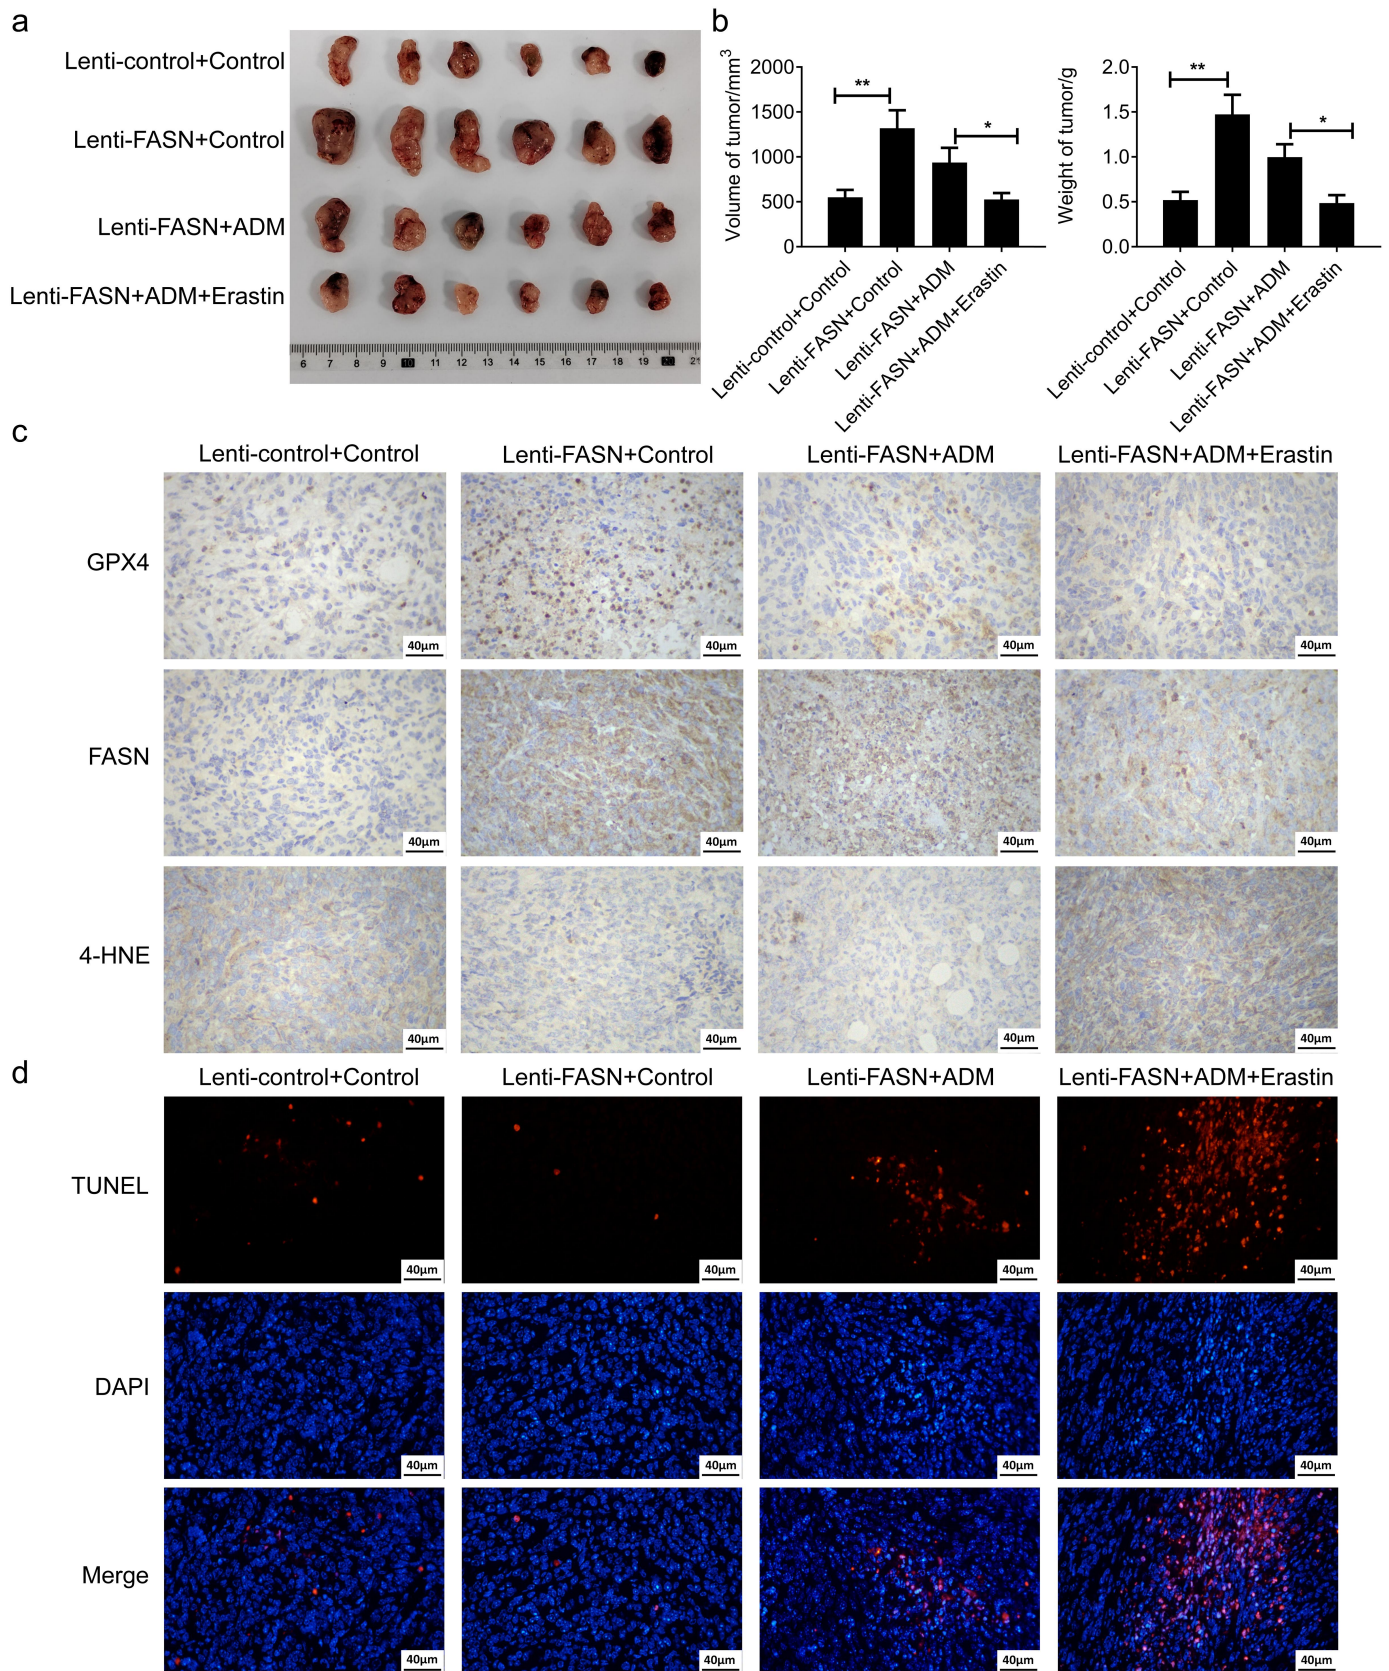 a
Lenti-control+Control
Lenti-FASN+Control
Lenti-FASN+ADM
Lenti-FASN+ADM+Erastin
6 7 8 9 10 11 12 13 14 15 16 17 18 19 20
b
Volume of tumor/mm3
2000
1500
1000
500
0
**
*
Lenti-control+Control
Lenti-FASN+Control
Lenti-FASN+ADM
Lenti-FASN+ADM+Erastin
Weight of tumor/g
2.0
1.5
1.0
0.5
0.0
**
*
Lenti-control+Control
Lenti-FASN+Control
Lenti-FASN+ADM
Lenti-FASN+ADM+Erastin
c
Lenti-control+Control Lenti-FASN+Control Lenti-FASN+ADM Lenti-FASN+ADM+Erastin
GPX4
40μm 40μm 40μm 40μm
FASN
40μm 40μm 40μm 40μm
4-HNE
40μm 40μm 40μm 40μm
d
Lenti-control+Control Lenti-FASN+Control Lenti-FASN+ADM Lenti-FASN+ADM+Erastin
TUNEL
40μm 40μm 40μm 40μm
DAPI
40μm 40μm 40μm 40μm
Merge
40μm 40μm 40μm 40μm